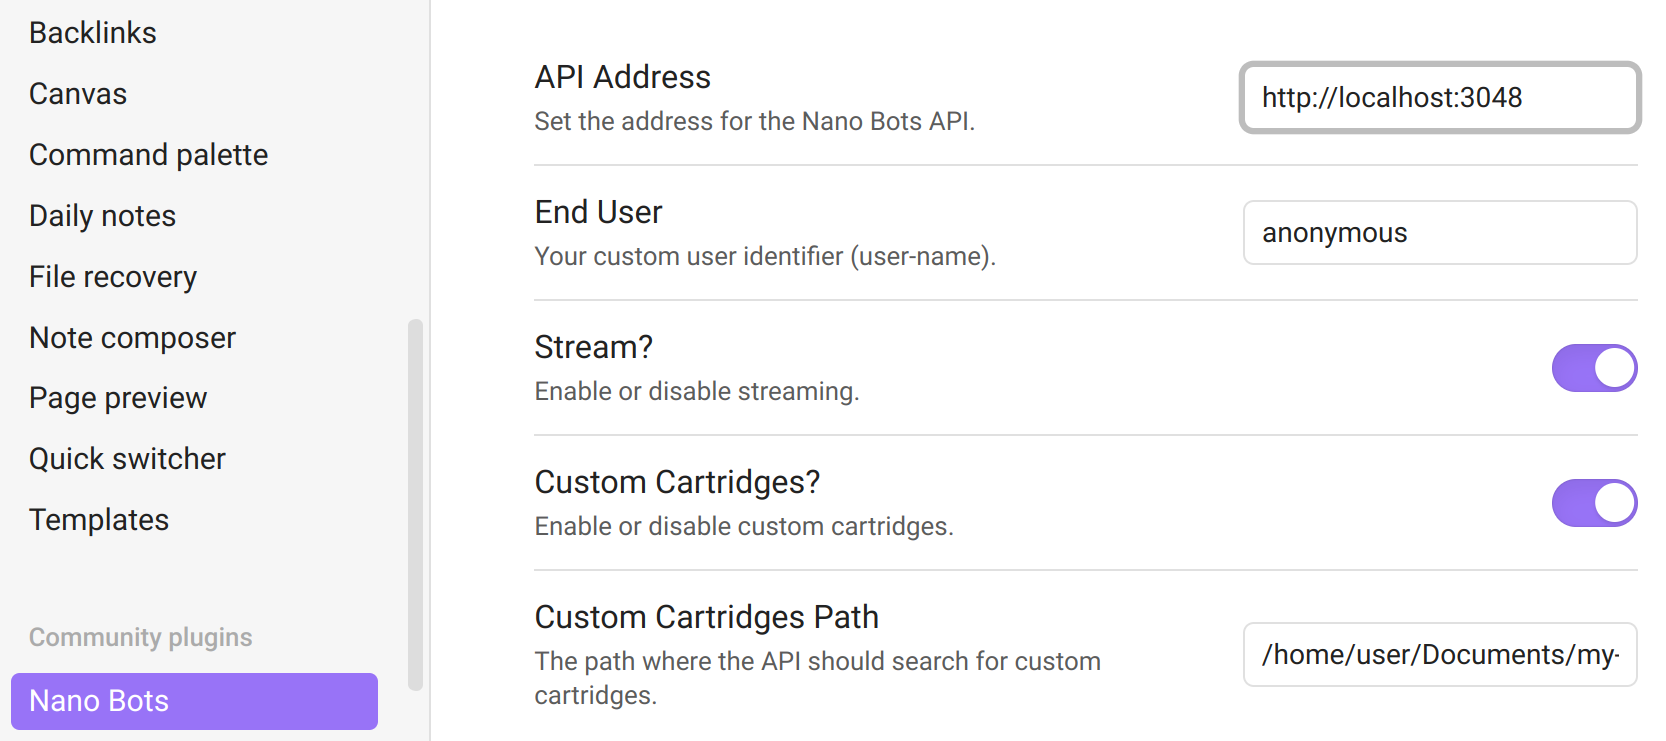 Backlinks
Canvas
Command palette
Daily notes
File recovery
Note composer
Page preview
Quick switcher
Templates
Community plugins
Nano Bots
API Address
Set the address for the Nano Bots API.
http://localhost:3048
End User
Your custom user identifier (user-name).
anonymous
Stream?
Enable or disable streaming.
Custom Cartridges?
Enable or disable custom cartridges.
Custom Cartridges Path
The path where the API should search for custom
cartridges.
/home/user/Documents/my-